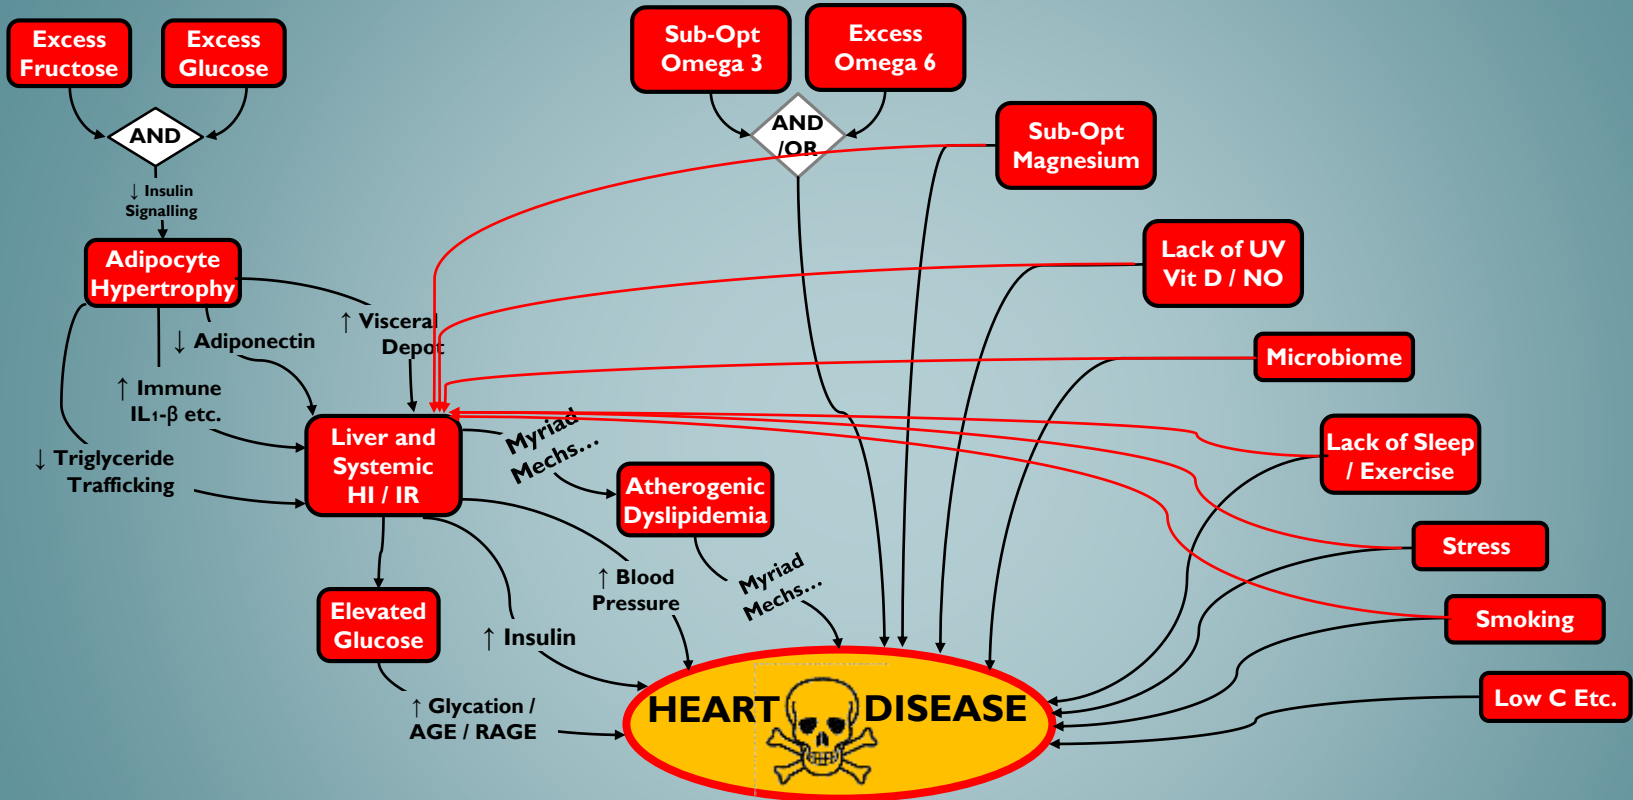 Excess
Fructose
Excess
Glucose
AND
↓ Insulin
Signalling
Adipocyte
Hypertrophy
↑ Visceral
Depot
↓ Adiponectin
↑ Immune
IL1-β etc.
↓ Triglyceride
Trafficking
Liver and
Systemic
HI / IR
Myriad
Mechs...
Atherogenic
Dyslipidemia
Myriad
Mechs...
↑ Blood
Pressure
↑ Insulin
Elevated
Glucose
↑ Glycation /
AGE / RAGE
Sub-Opt
Omega 3
Excess
Omega 6
AND
/OR
Sub-Opt
Magnesium
Lack of UV
Vit D / NO
Microbiome
Lack of Sleep
/ Exercise
Stress
Smoking
Low C Etc.
HEART DISEASE